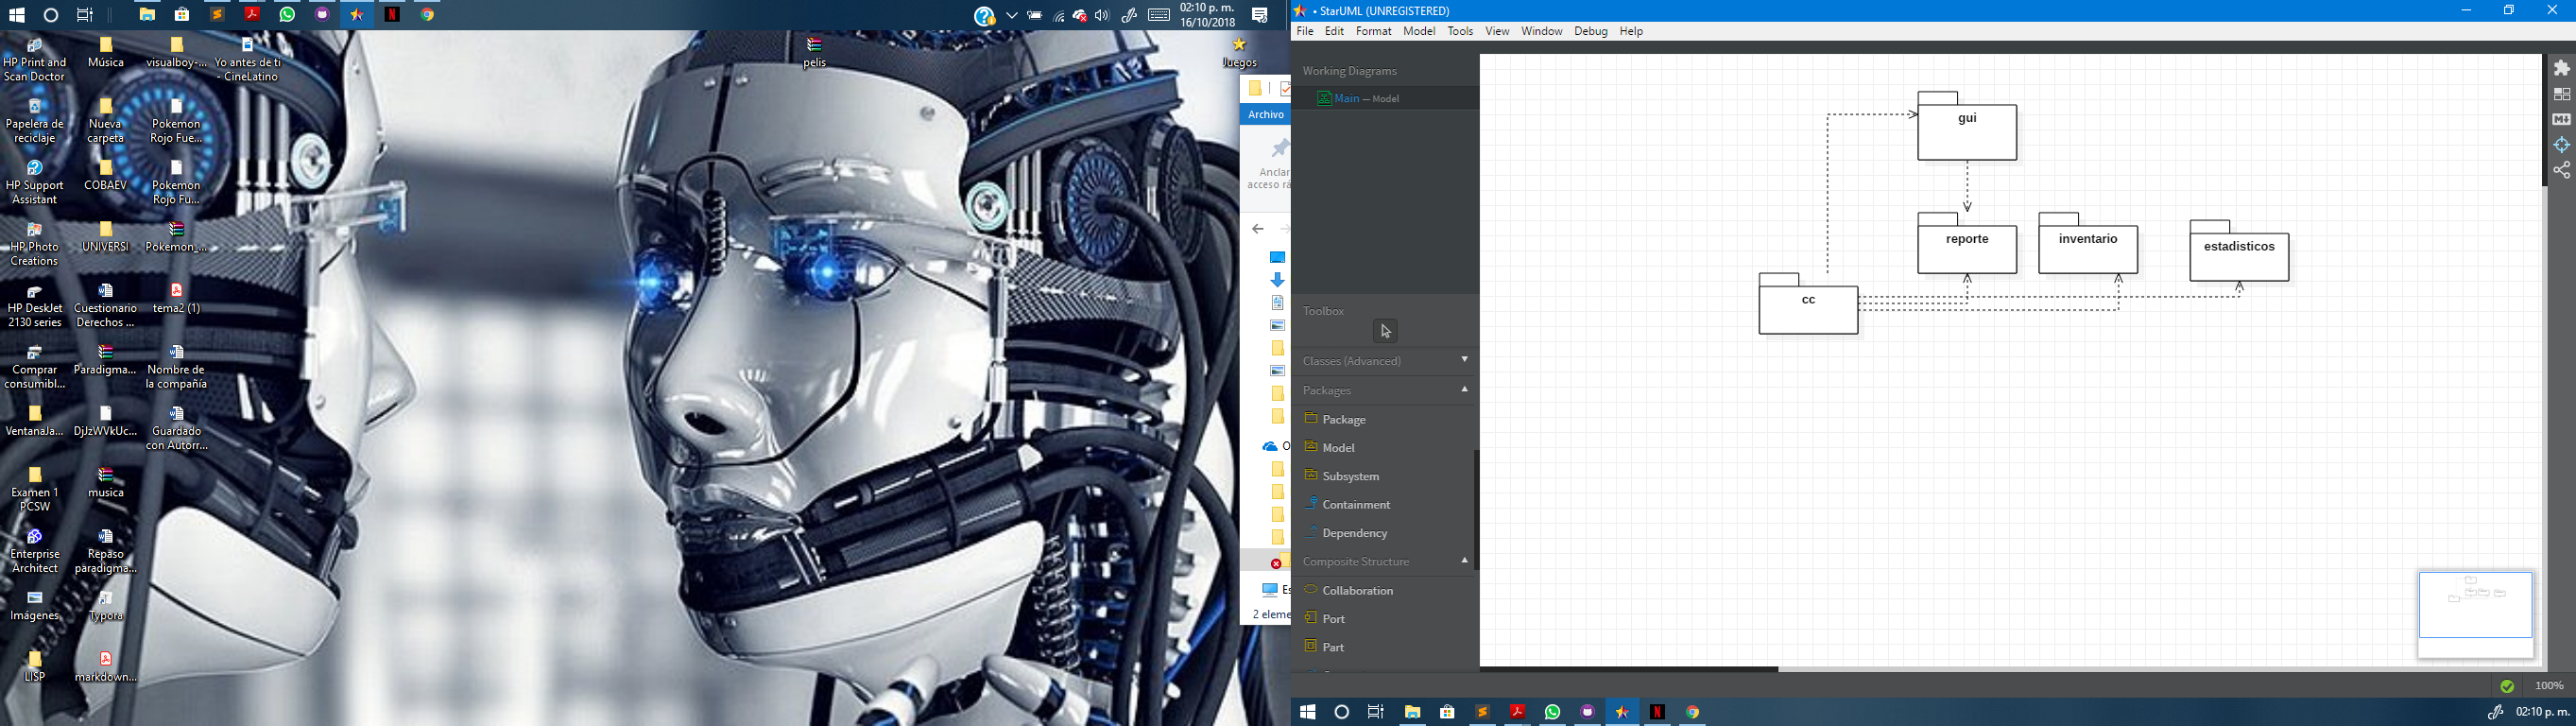 02:10 p. m.
16/10/2018
HP Print and
Scan Doctor
Música
visualboy-...
Yo antes de ti
- CineLatino
pelis
Juegos
Papelera de
reciclaje
Nueva
carpeta
Pokemon
Rojo Fue...
HP Support
Assistant
COBAEV
Pokemon
Rojo Fu...
HP Photo
Creations
UNIVERSI
Pokemon_...
HP DeskJet
2130 series
Cuestionario
Derechos ...
tema2 (1)
Comprar
consumibl...
Paradigma...
Nombre de
la compañía
VentanaJa...
DjJzWVkUc...
Guardado
con Autorr...
Examen 1
PCSW
musica
Enterprise
Architect
Repaso
paradigma...
Imágenes
Typora
LISP
markdown...
Archivo
Anclar
acceso rá
O
Es
2 eleme
• StarUML (UNREGISTERED)
File Edit Format Model Tools View Window Debug Help
Working Diagrams
Main — Model
Toolbox
Classes (Advanced)
Packages
Package
Model
Subsystem
Containment
Dependency
Composite Structure
Collaboration
Port
Part
gui
reporte
inventario
estadisticos
cc
M
100%
02:10 p. m.